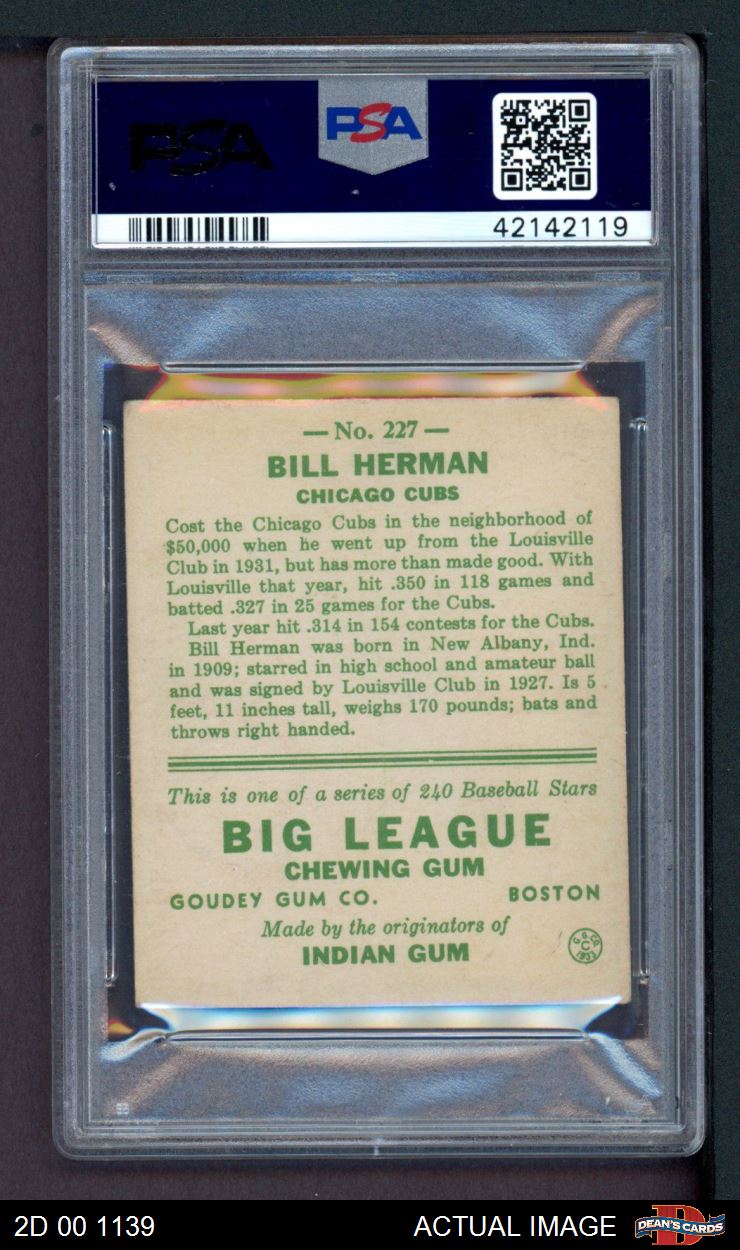 PSA
PSA
42142119
— No. 227 —
BILL HERMAN
CHICAGO CUBS
Cost the Chicago Cubs in the neighborhood of
$50,000 when he went up from the Louisville
Club in 1931, but has more than made good. With
Louisville that year, hit .350 in 118 games and
batted .327 in 25 games for the Cubs.
Last year hit .314 in 154 contests for the Cubs.
Bill Herman was born in New Albany, Ind.
in 1909; starred in high school and amateur ball
and was signed by Louisville Club in 1927. Is 5
feet, 11 inches tall, weighs 170 pounds; bats and
throws right handed.
This is one of a series of 240 Baseball Stars
BIG LEAGUE
CHEWING GUM
GOUDEY GUM CO. BOSTON
Made by the originators of
INDIAN GUM
G. G. CO.
C
1933
2D 00 1139 ACTUAL IMAGE D DEAN'S CARDS